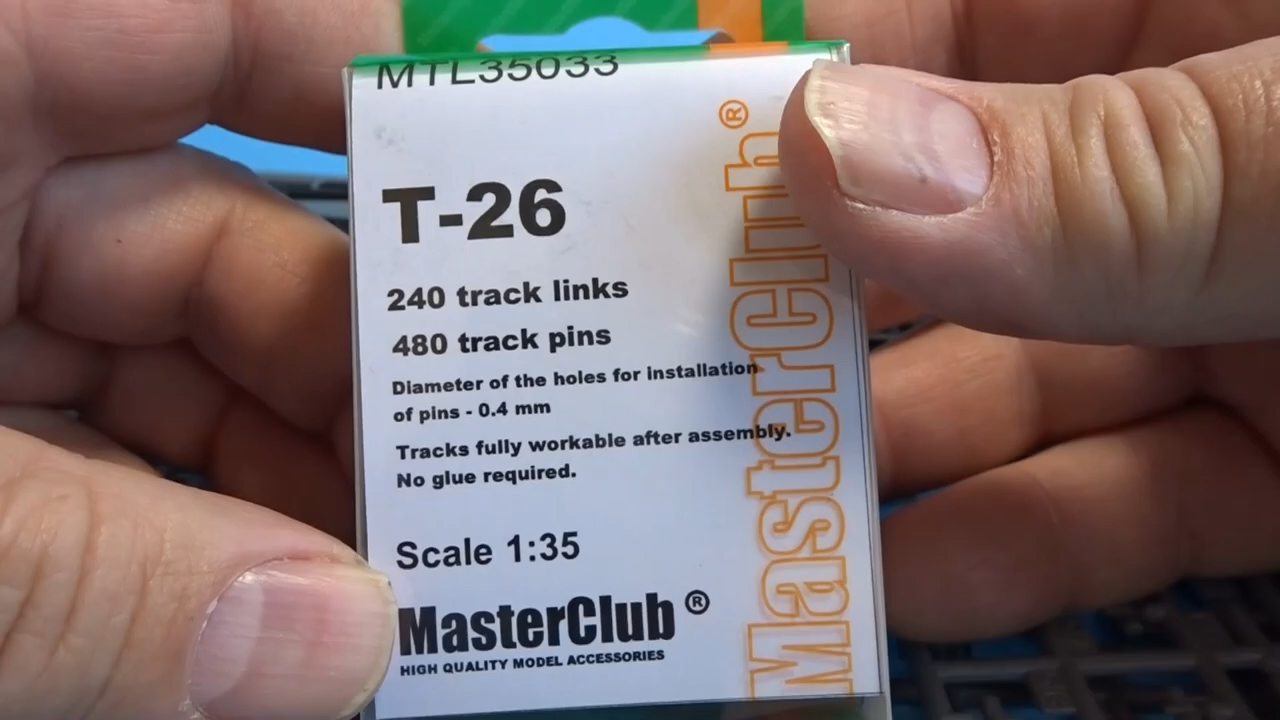 MTL35033
T-26
240 track links
480 track pins
Diameter of the holes for installation
of pins - 0.4 mm
Tracks fully workable after assembly.
No glue required.
Scale 1:35
MasterClub ®
HIGH QUALITY MODEL ACCESSORIES
MasterClub®